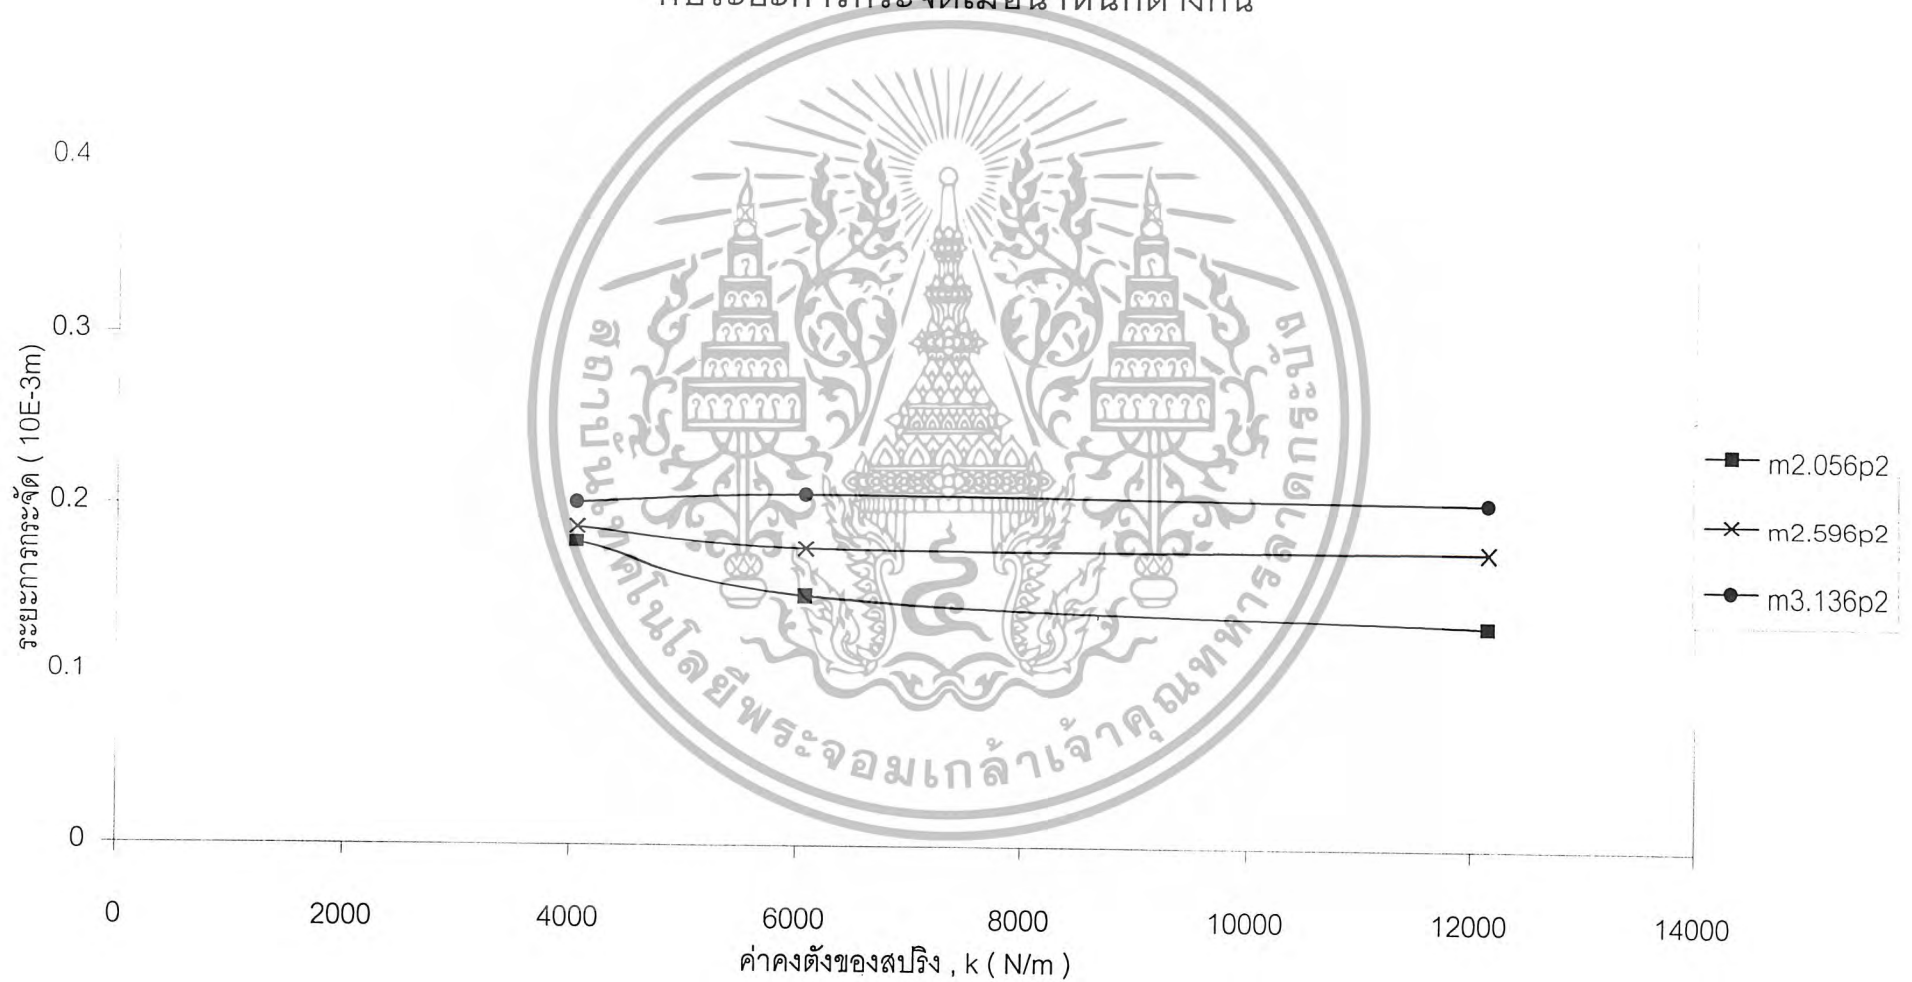 0.4
0.3
0.2
0.1
0
ระยะการกระจัด ( 10E-3m)
0
2000
4000
6000
8000
10000
12000
14000
ค่าคงตังของสปริง , k ( N/m )
m2.056p2
m2.596p2
m3.136p2
สถาบันเทคโนโลยีพระจอมเกล้าเจ้าคุณทหารลาดกระบัง